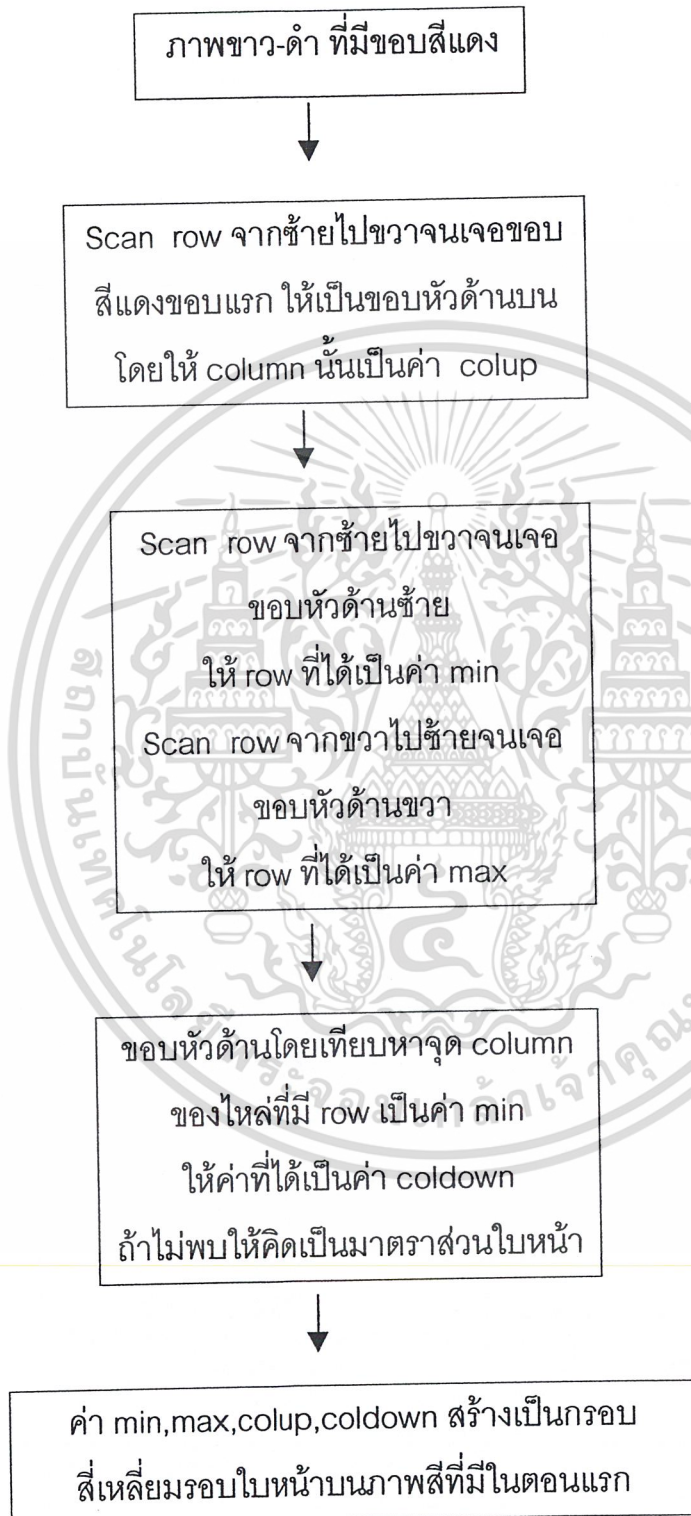 ภาพขาว-ดำ ที่มีขอบสีแดง
Scan row จากซ้ายไปขวาจนเจอขอบ
สีแดงขอบแรก ให้เป็นขอบหัวด้านบน
โดยให้ column นั้นเป็นค่า colup
Scan row จากซ้ายไปขวาจนเจอ
ขอบหัวด้านซ้าย
ให้ row ที่ได้เป็นค่า min
Scan row จากขวาไปซ้ายจนเจอ
ขอบหัวด้านขวา
ให้ row ที่ได้เป็นค่า max
ขอบหัวด้านโดยเทียบหาจุด column
ของไหล่ที่มี row เป็นค่า min
ให้ค่าที่ได้เป็นค่า coldown
ถ้าไม่พบให้คิดเป็นมาตราส่วนใบหน้า
ค่า min,max,colup,coldown สร้างเป็นกรอบ
สี่เหลี่ยมรอบใบหน้าบนภาพสีที่มีในตอนแรก